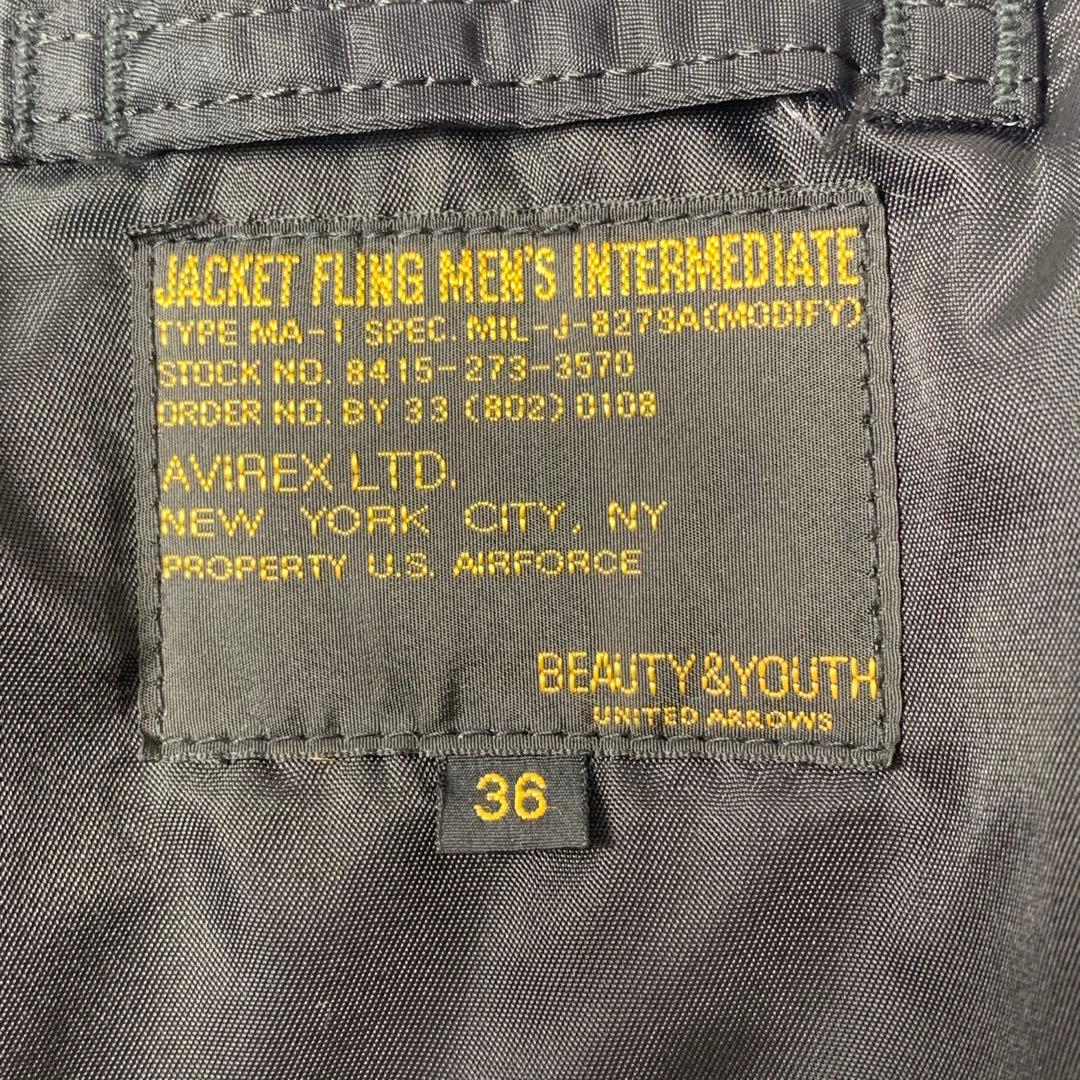 JACKET FLING MEN'S INTERMEDIATE
TYPE MA-1 SPEC. MIL-J-8279A(MODIFY)
STOCK NO. 8415-273-3570
ORDER NO. BY 33 (802) 0108
AVIREX LTD.
NEW YORK CITY, NY
PROPERTY U.S. AIRFORCE
BEAUTY&YOUTH
UNITED ARROWS
36